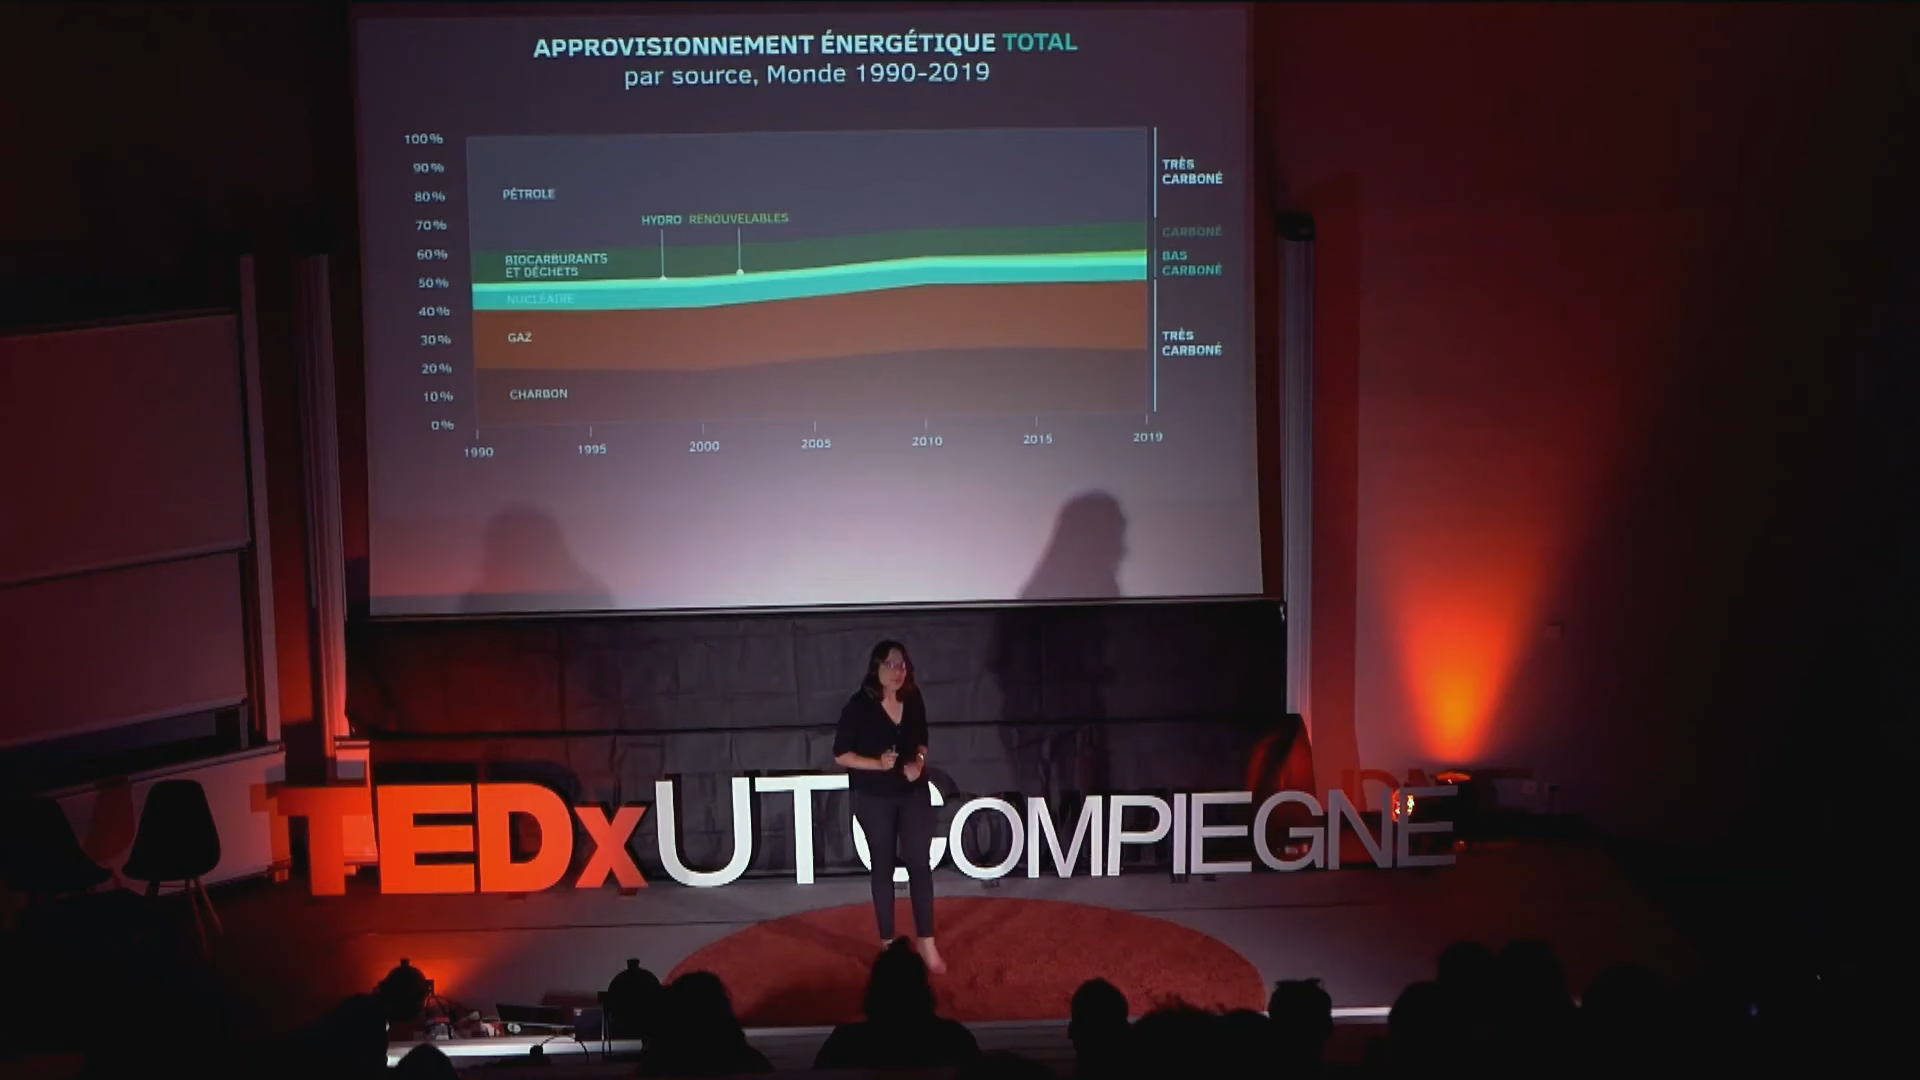 APPROVISIONNEMENT ÉNERGÉTIQUE TOTAL
par source, Monde 1990-2019
100%
90%
80%
70%
60%
50%
40%
30%
20%
10%
0%
PÉTROLE
HYDRO RENOUVELABLES
BIOCARBURANTS
ET DÉCHETS
NUCLÉAIRE
GAZ
CHARBON
TRÈS
CARBONÉ
CARBONÉ
BAS
CARBONÉ
TRÈS
CARBONÉ
1990
1995
2000
2005
2010
2015
2019
TEDxUTCOMPIEGNE